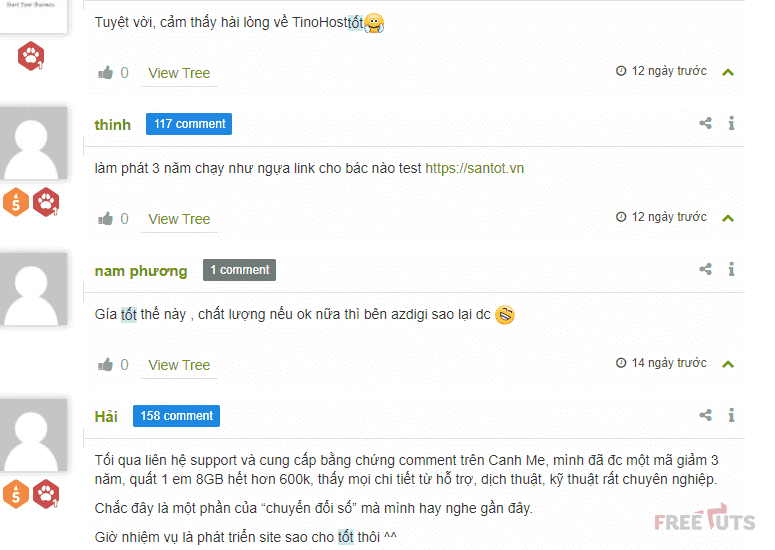 Start Your Business
Tuyệt vời, cảm thấy hài lòng về TinoHosttốt
1
0 View Tree 12 ngày trước
thinh 117 comment
làm phát 3 năm chạy như ngựa link cho bác nào test https://santot.vn
5 1
0 View Tree 12 ngày trước
nam phương 1 comment
Gía tốt thế này , chất lượng nếu ok nữa thì bên azdigi sao lại dc
0 View Tree 14 ngày trước
Hải 158 comment
Tối qua liên hệ support và cung cấp bằng chứng comment trên Canh Me, mình đã đc một mã giảm 3
năm, quất 1 em 8GB hết hơn 600k, thấy mọi chi tiết từ hỗ trợ, dịch thuật, kỹ thuật rất chuyên nghiệp.
5 1
Chắc đây là một phần của “chuyển đổi số” mà mình hay nghe gần đây.
Giờ nhiệm vụ là phát triển site sao cho tốt thôi ^^
FREETUTS